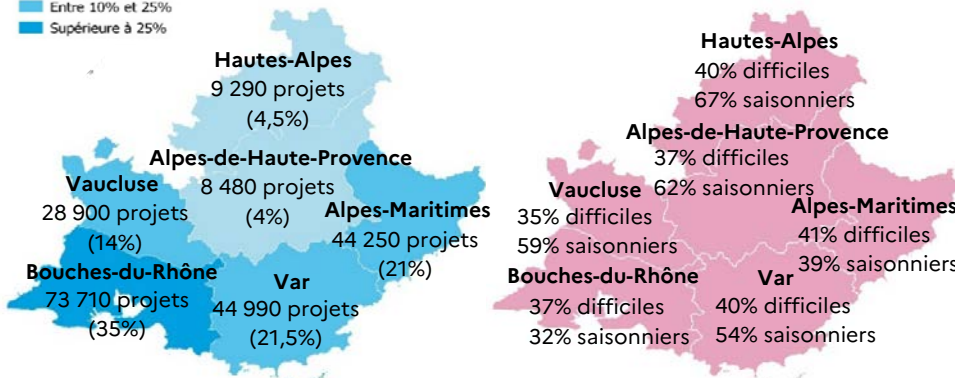 Entre 10% et 25%
Supérieure à 25%
Hautes-Alpes
9 290 projets
(4,5%)
Alpes-de-Haute-Provence
8 480 projets
(4%)
Vaucluse
28 900 projets
(14%)
Alpes-Maritimes
44 250 projets
(21%)
Bouches-du-Rhône
73 710 projets
(35%)
Var
44 990 projets
(21,5%)
Hautes-Alpes
40% difficiles
67% saisonniers
Alpes-de-Haute-Provence
37% difficiles
62% saisonniers
Vaucluse
35% difficiles
59% saisonniers
Alpes-Maritimes
41% difficiles
39% saisonniers
Bouches-du-Rhône
37% difficiles
32% saisonniers
Var
40% difficiles
54% saisonniers